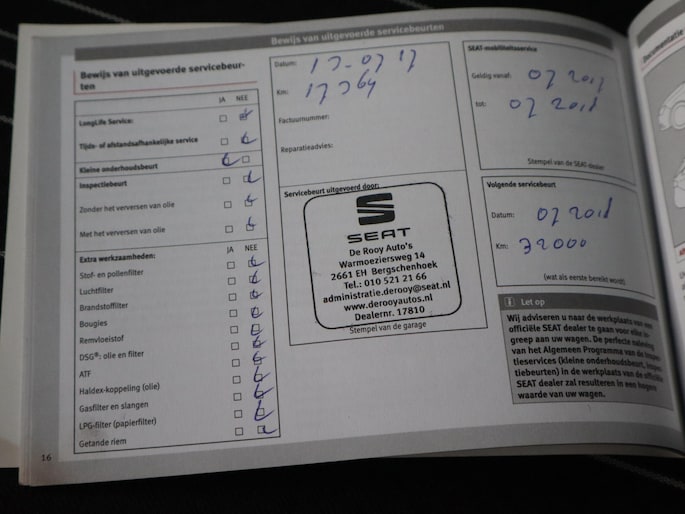 Bewijs van uitgevoerde servicebeurten
Bewijs van uitgevoerde servicebeur-
ten
JA NEE
LongLife Service:
Tijds- of afstandsafhankelijke service
Kleine onderhoudsbeurt
Inspectiebeurt
Zonder het verversen van olie
Met het verversen van olie
Extra werkzaamheden:
JA NEE
Stof- en pollenfilter
Luchtfilter
Brandstoffilter
Bougies
Remvloeistof
DSG®: olie en filter
ATF
Haldex-koppeling (olie)
Gasfilter en slangen
LPG-filter (papierfilter)
Getande riem
16
Datum:
Km:
Factuurnummer:
Reparatieadvies:
Servicebeurt uitgevoerd door:
SEAT
De Rooy Auto's
Warmoeziersweg 14
2661 EH Bergschenhoek
Tel.: 010 521 21 66
administratie.derooy@seat.nl
www.derooyautos.nl
Dealernr. 17810
Stempel van de garage
SEAT-mobiliteitsservice
Geldig vanaf: 07 2017
tot: 07 2018
Stempel van de SEAT-dealer
Volgende servicebeurt
Datum: 07 2018
Km: 32000
(wat als eerste bereikt wordt)
i Let op
Wij adviseren u naar de werkplaats van een
officiële SEAT dealer te gaan voor elke in-
greep aan uw wagen. De perfecte naleving
van het Algemeen Programma van de Inspec-
tieservices (kleine onderhoudsbeurt, inspec-
tiebeurten) in de werkplaats van de officiële
SEAT dealer zal resulteren in een hogere
waarde van uw wagen.
Documentatie